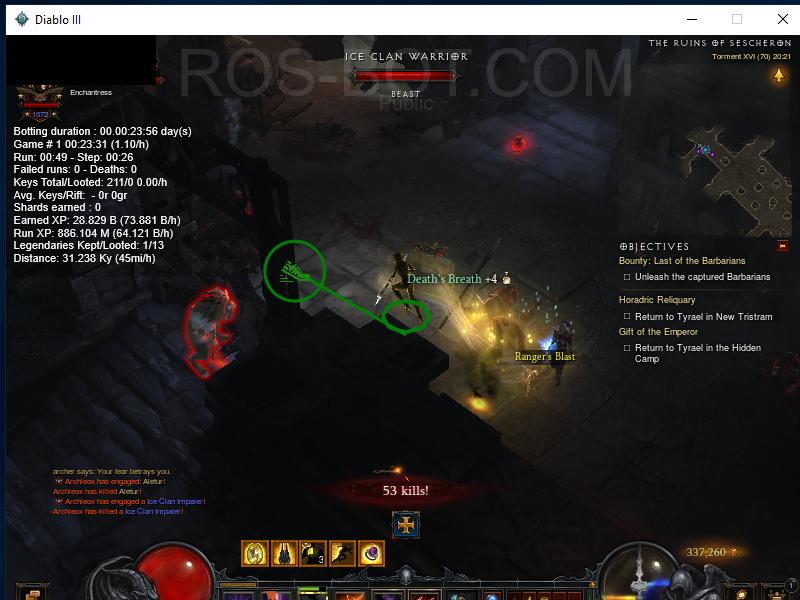 Diablo III
ROS-BOT.COM
Public
ICE CLAN WARRIOR
BEAST
THE RUINS OF SESCHERON
Torment XVI (70) 20:21
Enchantress
1672
Botting duration : 00.00:23:56 day(s)
Game # 1 00:23:31 (1.10/h)
Run: 00:49 - Step: 00:26
Failed runs: 0 - Deaths: 0
Keys Total/Looted: 211/0 0.00/h
Avg. Keys/Rift: - 0r 0gr
Shards earned : 0
Earned XP: 28.829 B (73.881 B/h)
Run XP: 886.104 M (64.121 B/h)
Legendaries Kept/Looted: 1/13
Distance: 31.238 Ky (45mi/h)
OBJECTIVES
Bounty: Last of the Barbarians
Unleash the captured Barbarians
Horadric Reliquary
Return to Tyrael in New Tristram
Gift of the Emperor
Return to Tyrael in the Hidden
Camp
Death's Breath +4
Ranger's Blast
archer says: Your fear betrays you.
Archleox has engaged: Aletur!
Archleox has killed Aletur!
Archleox has engaged a Ice Clan Impaler!
Archleox has killed a Ice Clan Impaler!
53 kills!
3
337,260
1